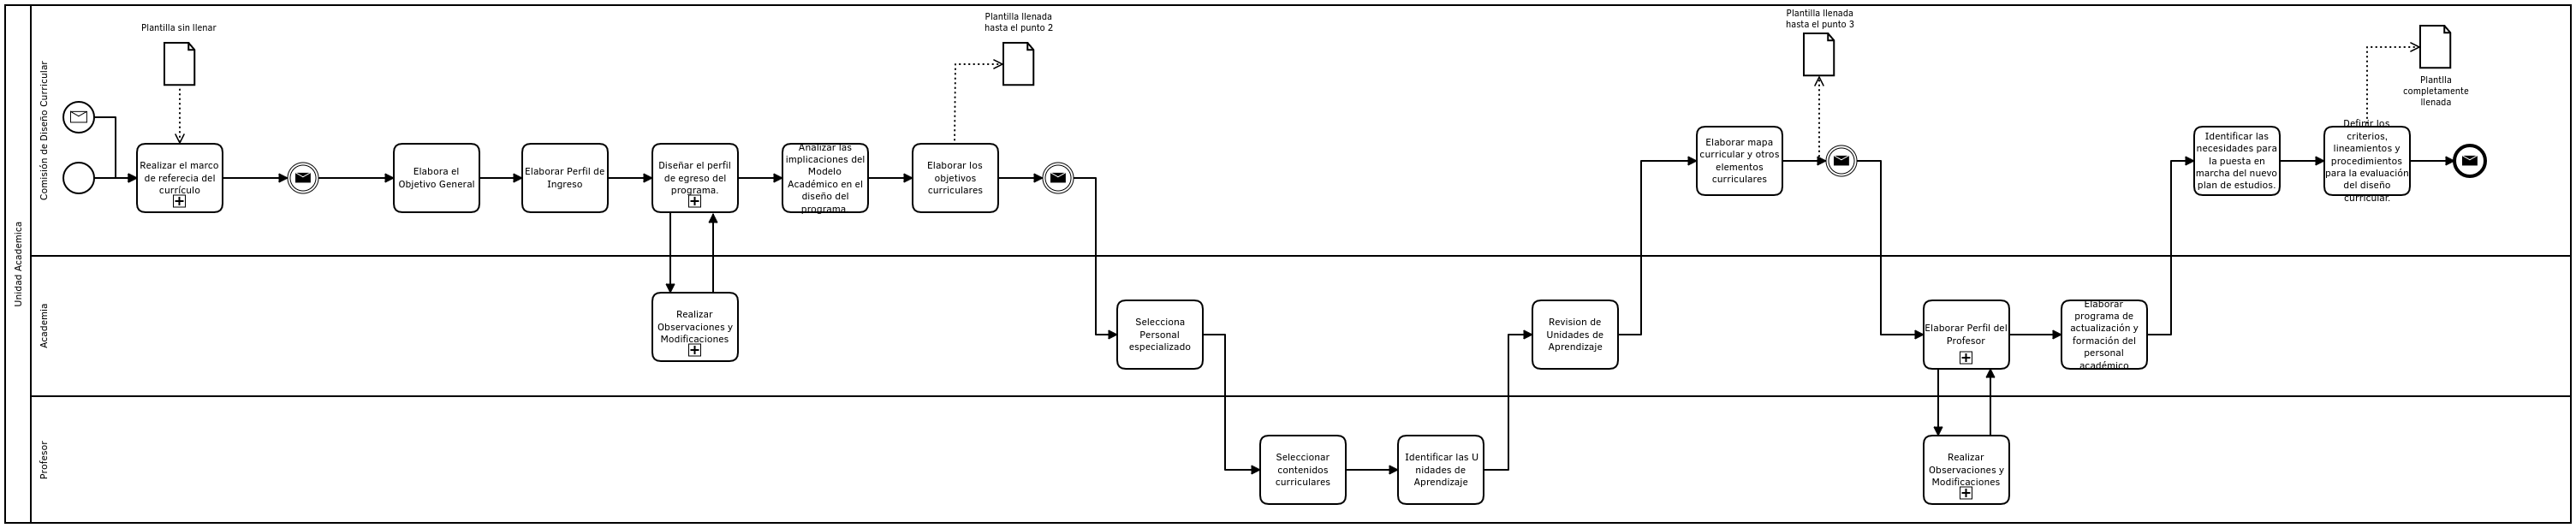 Unidad Academica
Comisión de Diseño Curricular
Plantilla sin llenar
Realizar el marco
de referecia del
currículo
Elabora el
Objetivo General
Elaborar Perfil de
Ingreso
Diseñar el perfil
de egreso del
programa.
Analizar las
implicaciones del
Modelo
Académico en el
diseño del
programa
Plantilla llenada
hasta el punto 2
Elaborar los
objetivos
curriculares
Plantilla llenada
hasta el punto 3
Elaborar mapa
curricular y otros
elementos
curriculares
Identificar las
necesidades para
la puesta en
marcha del nuevo
plan de estudios.
Definir los
criterios,
lineamientos y
procedimientos
para la evaluación
del diseño
curricular.
Plantlla
completamente
llenada
Academia
Realizar
Observaciones y
Modificaciones
Selecciona
Personal
especializado
Revision de
Unidades de
Aprendizaje
Elaborar Perfil del
Profesor
Elaborar
programa de
actualización y
formación del
personal
académico
Profesor
Seleccionar
contenidos
curriculares
Identificar las U
nidades de
Aprendizaje
Realizar
Observaciones y
Modificaciones